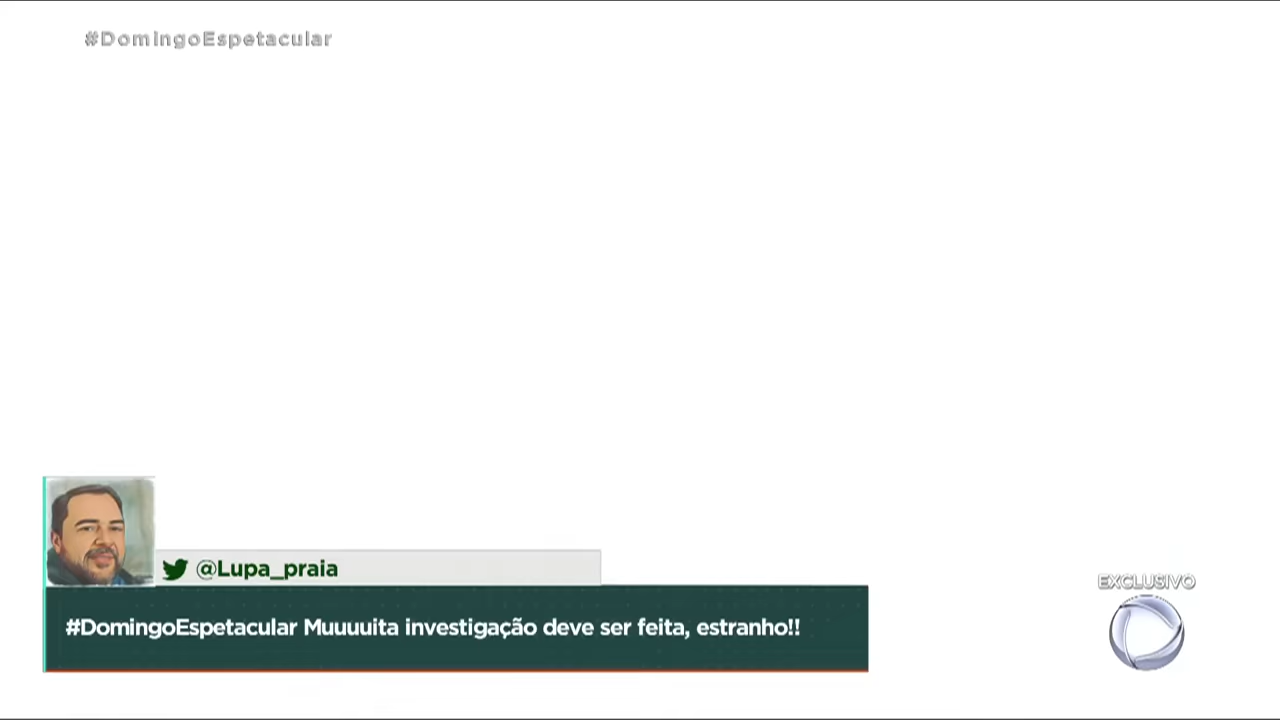 #DomingoEspetacular
@Lupa_praia
#DomingoEspetacular Muuuuita investigação deve ser feita, estranho!!
EXCLUSIVO